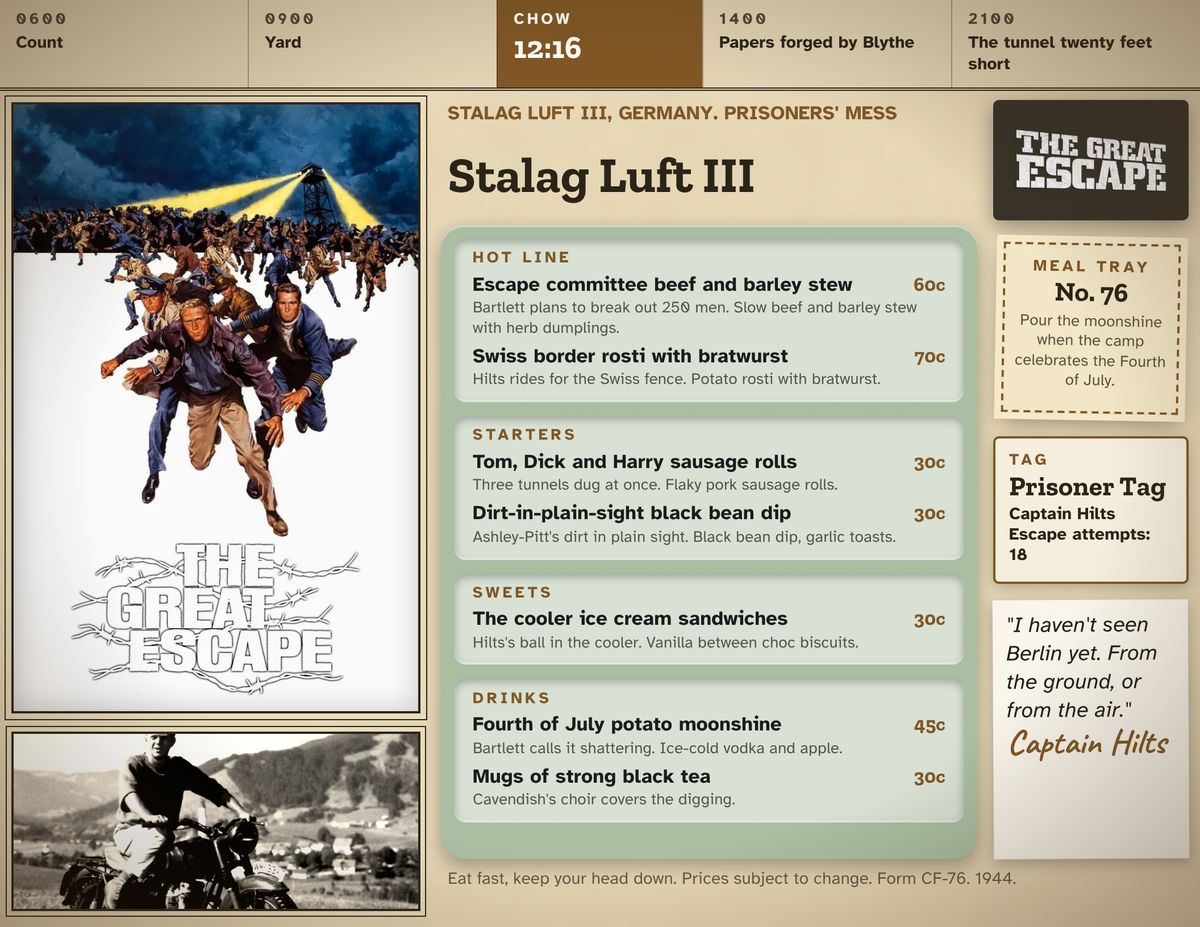 0600
Count
0900
Yard
CHOW
12:16
1400
Papers forged by Blythe
2100
The tunnel twenty feet
short
THE
GREAT
ESCAPE
STALAG LUFT III, GERMANY. PRISONERS' MESS
Stalag Luft III
HOT LINE
Escape committee beef and barley stew 60c
Bartlett plans to break out 250 men. Slow beef and barley stew
with herb dumplings.
Swiss border rosti with bratwurst 70c
Hilts rides for the Swiss fence. Potato rosti with bratwurst.
STARTERS
Tom, Dick and Harry sausage rolls 30c
Three tunnels dug at once. Flaky pork sausage rolls.
Dirt-in-plain-sight black bean dip 30c
Ashley-Pitt's dirt in plain sight. Black bean dip, garlic toasts.
SWEETS
The cooler ice cream sandwiches 30c
Hilts's ball in the cooler. Vanilla between choc biscuits.
DRINKS
Fourth of July potato moonshine 45c
Bartlett calls it shattering. Ice-cold vodka and apple.
Mugs of strong black tea 30c
Cavendish's choir covers the digging.
Eat fast, keep your head down. Prices subject to change. Form CF-76. 1944.
THE GREAT
ESCAPE
MEAL TRAY
No. 76
Pour the moonshine
when the camp
celebrates the Fourth
of July.
TAG
Prisoner Tag
Captain Hilts
Escape attempts:
18
"I haven't seen
Berlin yet. From
the ground, or
from the air."
Captain Hilts